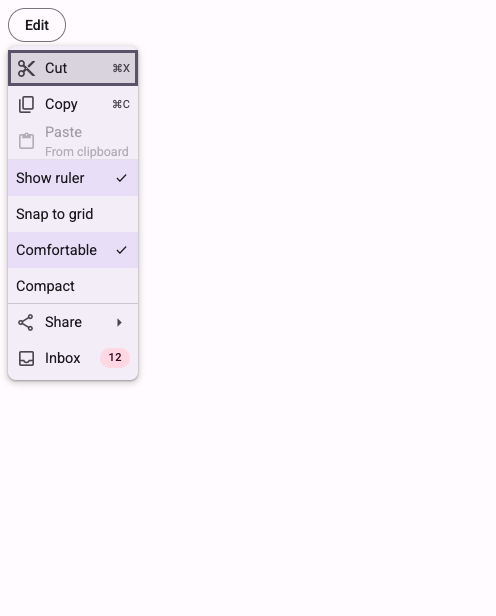 Edit
Cut ⌘X
Copy ⌘C
Paste
From clipboard
Show ruler
Snap to grid
Comfortable
Compact
Share
Inbox 12